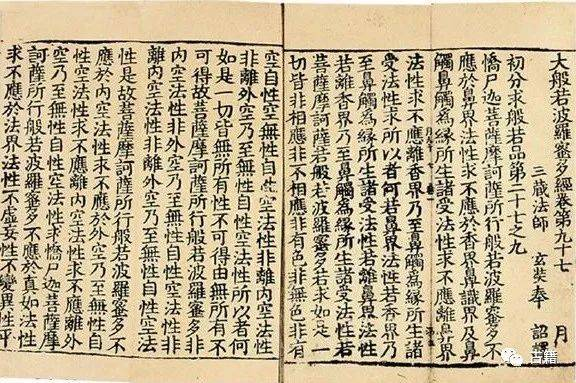 大般若波羅蜜多經卷第九十七 月
三藏法師 玄奘 奉 詔譯
初分求般若品第二十七之九
憍尸迦菩薩摩訶薩所行般若波羅蜜多不
應於鼻界法性求不應於香界鼻識界及鼻
觸鼻觸為緣所生諸受法性求不應離鼻界
法性求不應離香界乃至鼻觸為緣所生諸
受法性求所以者何若鼻界法性若香界乃
至鼻觸為緣所生諸受法性若離鼻界法性
若離香界乃至鼻觸為緣所生諸受法性若
菩薩摩訶薩若般若波羅蜜多若求如是一
切皆非相應非不相應非有色非無色非有
空自性空無性自性空法性非離內空法性
非離外空乃至無性自性空法性所以者何
如是一切皆無所有性不可得由無所有不
可得故菩薩摩訶薩所行般若波羅蜜多非
內空法性非外空乃至無性自性空法性非
離內空法性非離外空乃至無性自性空法
性是故菩薩摩訶薩所行般若波羅蜜多不
應於內空法性求不應於外空乃至無性自
性空法性求不應離內空法性求不應離外
空乃至無性自性空法性求憍尸迦菩薩摩
訶薩所行般若波羅蜜多不應於真如法性
求不應於法界法性不虛妄性不變異性平
古籍